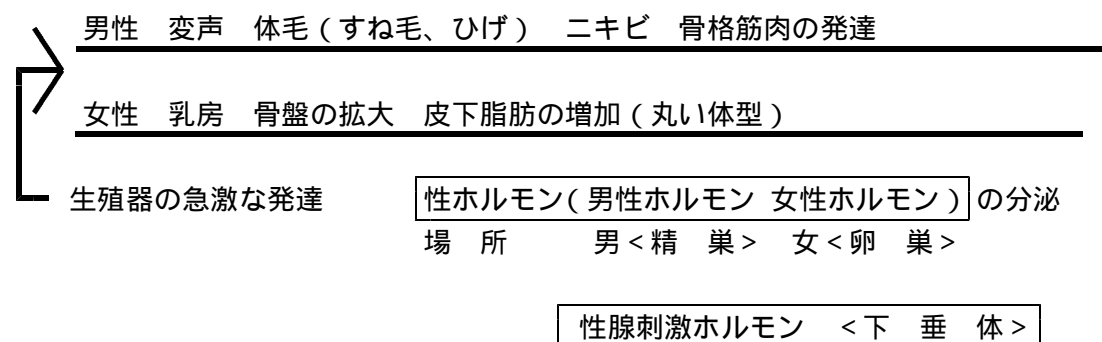 男性　変声　体毛（すね毛、ひげ）　ニキビ　骨格筋肉の発達
女性　乳房　骨盤の拡大　皮下脂肪の増加（丸い体型）
生殖器の急激な発達　　　性ホルモン（男性ホルモン 女性ホルモン）の分泌
場　所　　　男＜精　巣＞　女＜卵　巣＞
性腺刺激ホルモン　＜下　垂　体＞